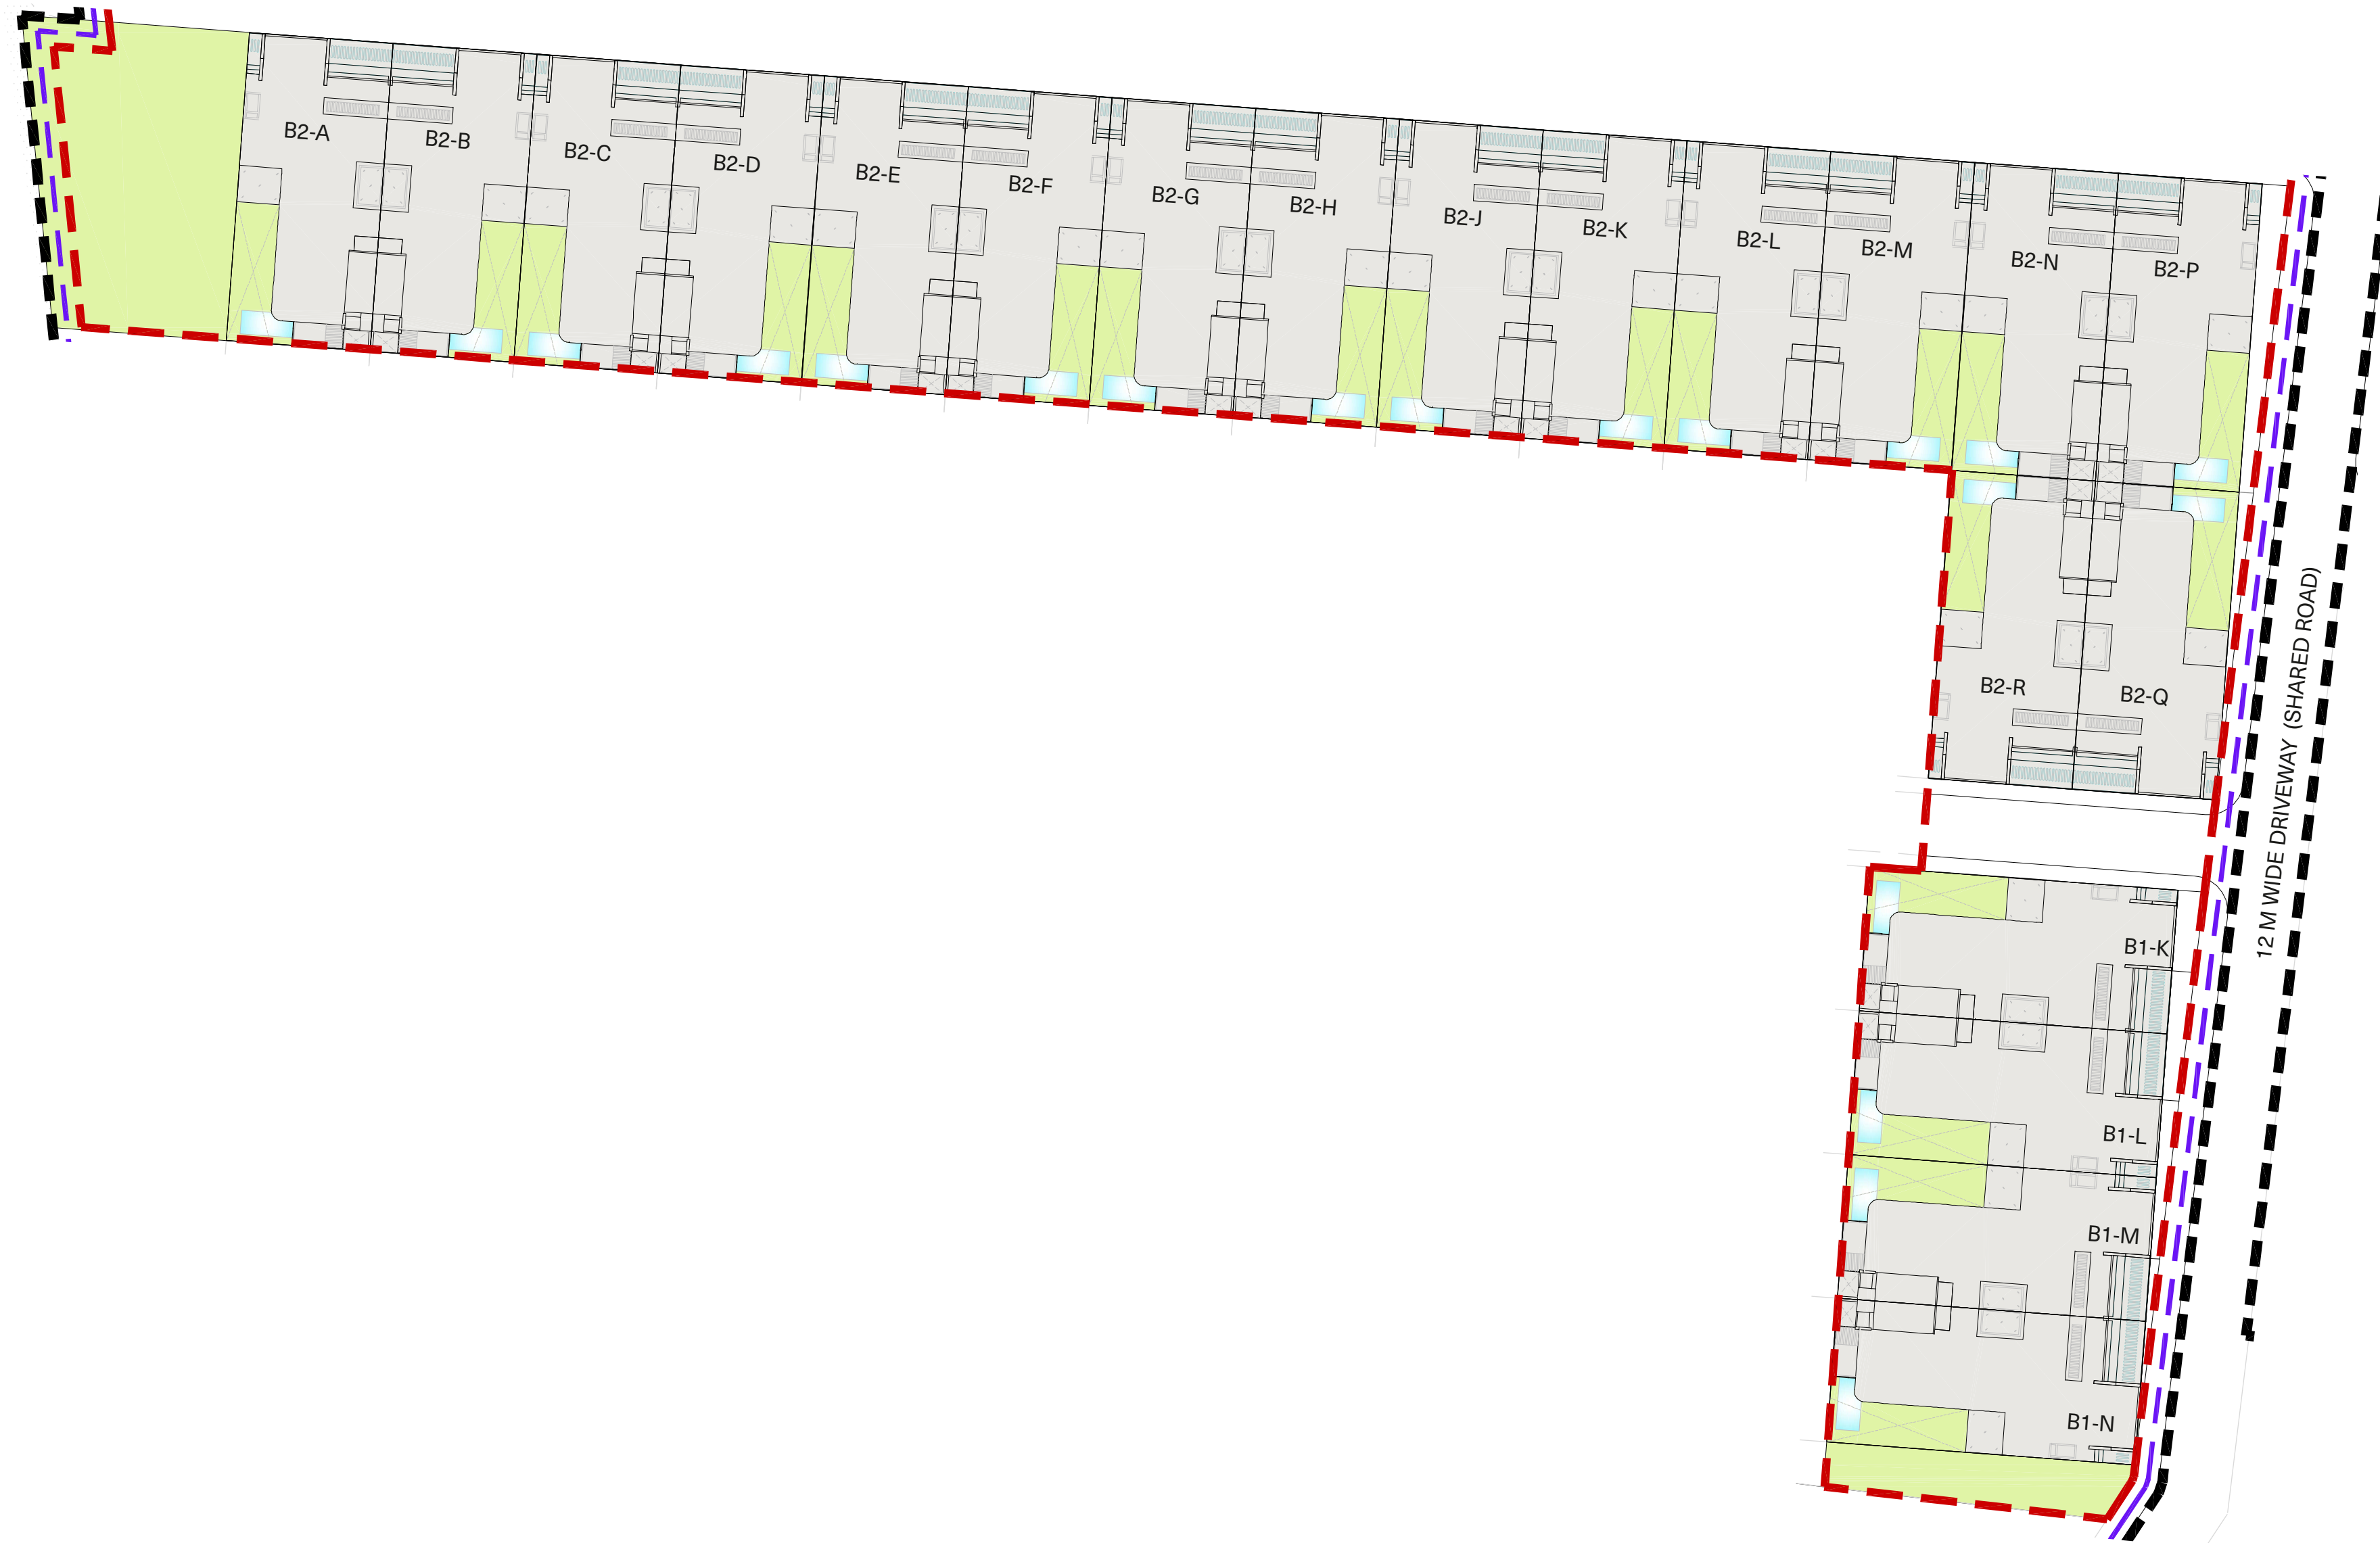 B2-A
B2-B
B2-C
B2-D
B2-E
B2-F
B2-G
B2-H
B2-J
B2-K
B2-L
B2-M
B2-N
B2-P
B2-R
B2-Q
12 M WIDE DRIVEWAY (SHARED ROAD)
B1-K
B1-L
B1-M
B1-N